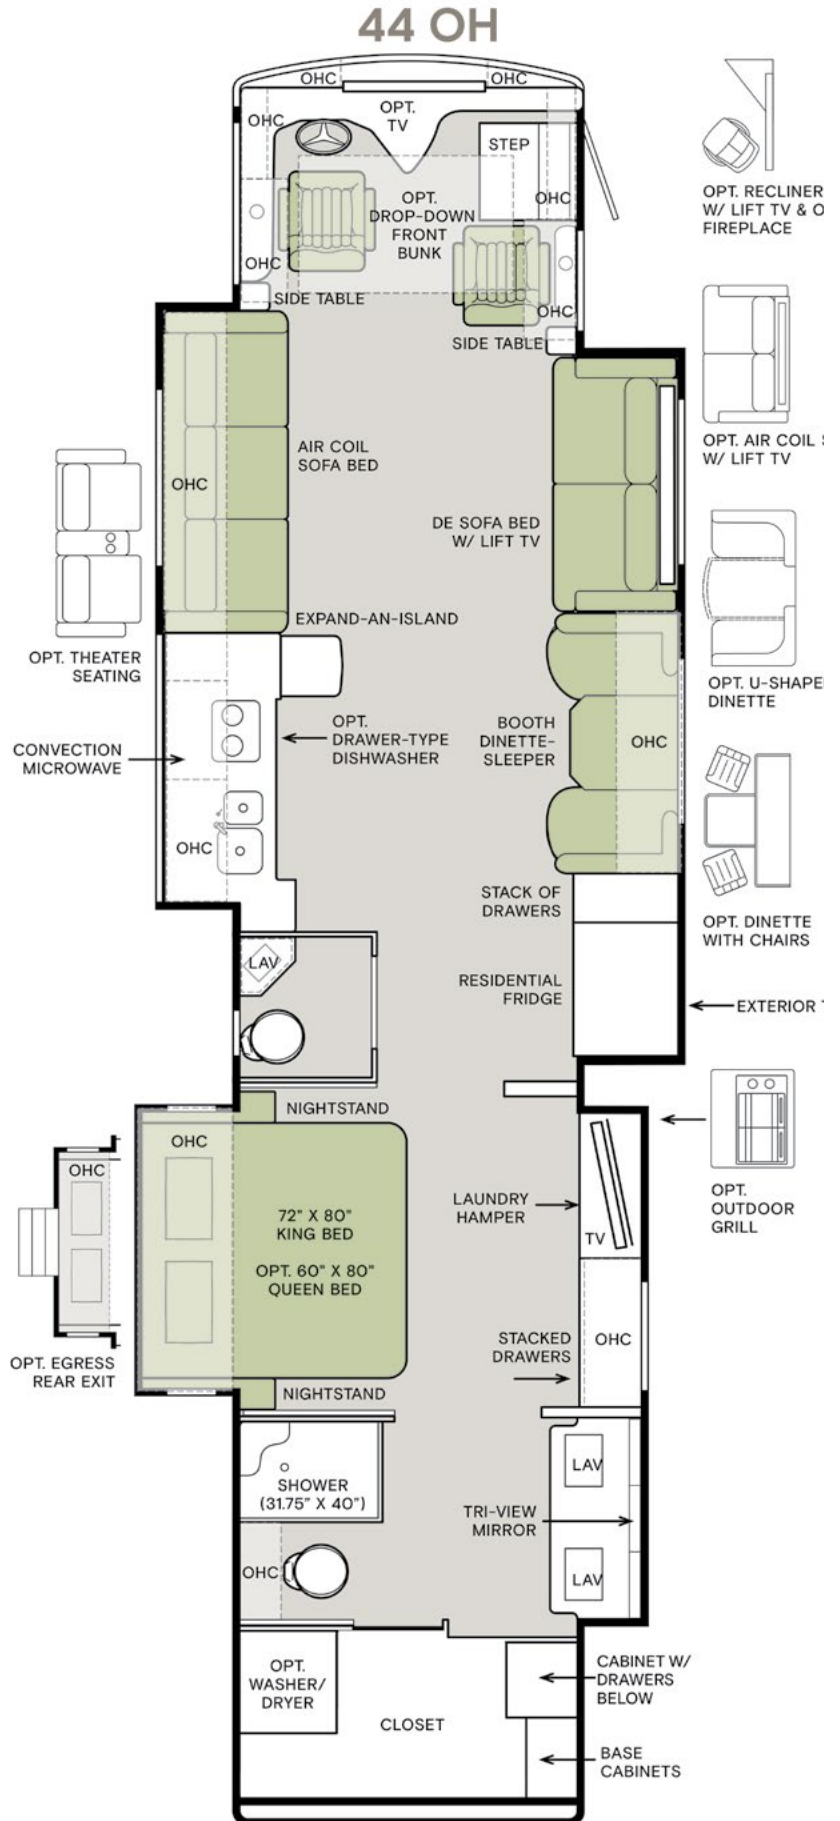 44 OH
OHC
OHC
OPT.
TV
OHC
STEP
OHC
OPT.
DROP-DOWN
FRONT
BUNK
OHC
OHC
SIDE TABLE
SIDE TABLE
OPT. RECLINER
W/ LIFT TV &
FIREPLACE
OPT. AIR COIL
W/ LIFT TV
AIR COIL
SOFA BED
OHC
DE SOFA BED
W/ LIFT TV
EXPAND-AN-ISLAND
OPT. THEATER
SEATING
OPT.
DINETTE
OPT.
DRAWER-TYPE
DISHWASHER
BOOTH
DINETTE-
SLEEPER
OHC
CONVECTION
MICROWAVE
OHC
STACK OF
DRAWERS
OPT. DINETTE
WITH CHAIRS
LAV
RESIDENTIAL
FRIDGE
EXTERIOR
NIGHTSTAND
OHC
OHC
72" X 80"
KING BED
OPT. 60" X 80"
QUEEN BED
LAUNDRY
HAMPER
TV
OPT.
OUTDOOR
GRILL
STACKED
DRAWERS
OHC
OPT. EGRESS
REAR EXIT
NIGHTSTAND
SHOWER
(31.75" X 40")
LAV
TRI-VIEW
MIRROR
LAV
OHC
OPT.
WASHER/
DRYER
CLOSET
CABINET W/
DRAWERS
BELOW
BASE
CABINETS